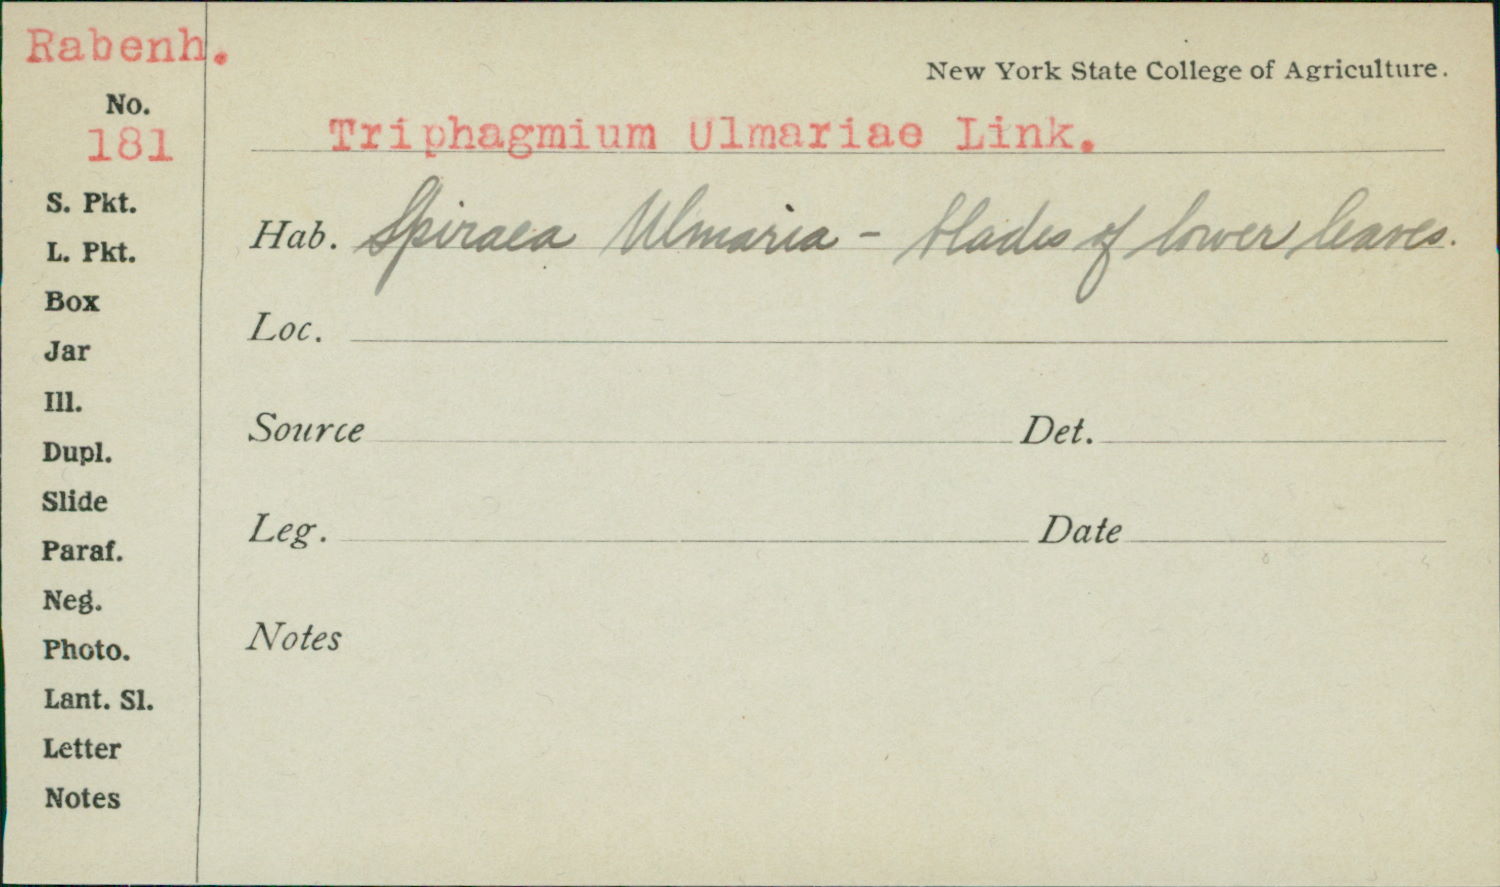 Rabenh.
No.
181
S. Pkt.
L. Pkt.
Box
Jar
Ill.
Dupl.
Slide
Paraf.
Neg.
Photo.
Lant. Sl.
Letter
Notes
New York State College of Agriculture.
Triphagmium Ulmariae Link.
Hab. Spiraea Ulmaria - blades of lower leaves.
Loc.
Source Det.
Leg. Date
Notes